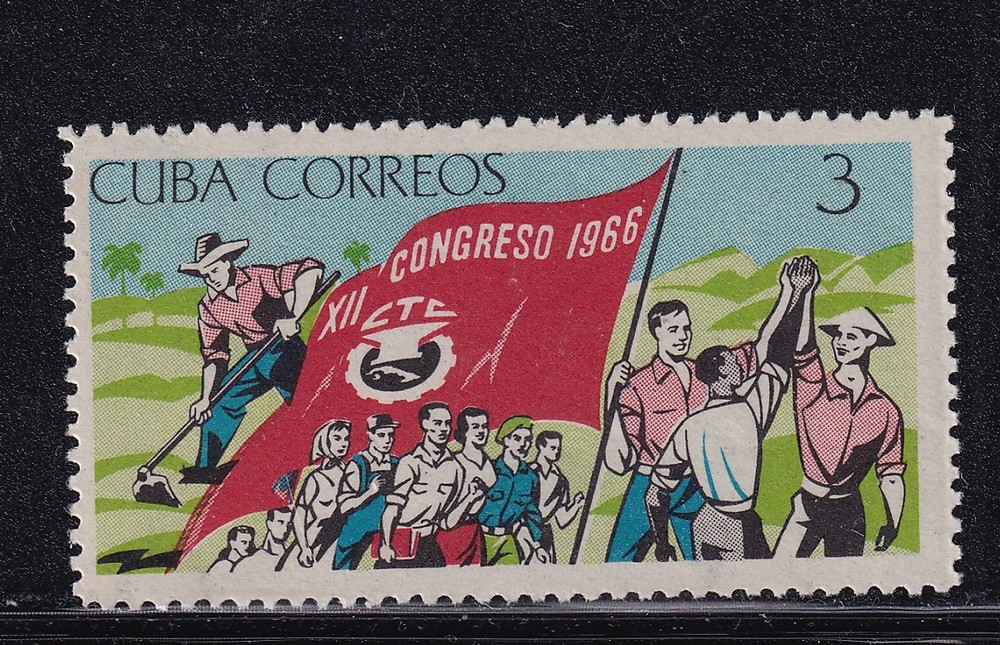 CUBA CORREOS
3
CONGRESO 1966
XII CTC